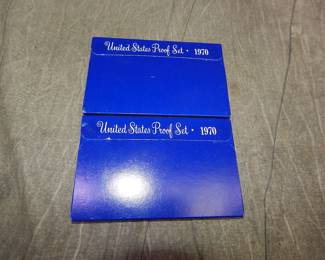 United States Proof Set • 1970
United States Proof Set • 1970